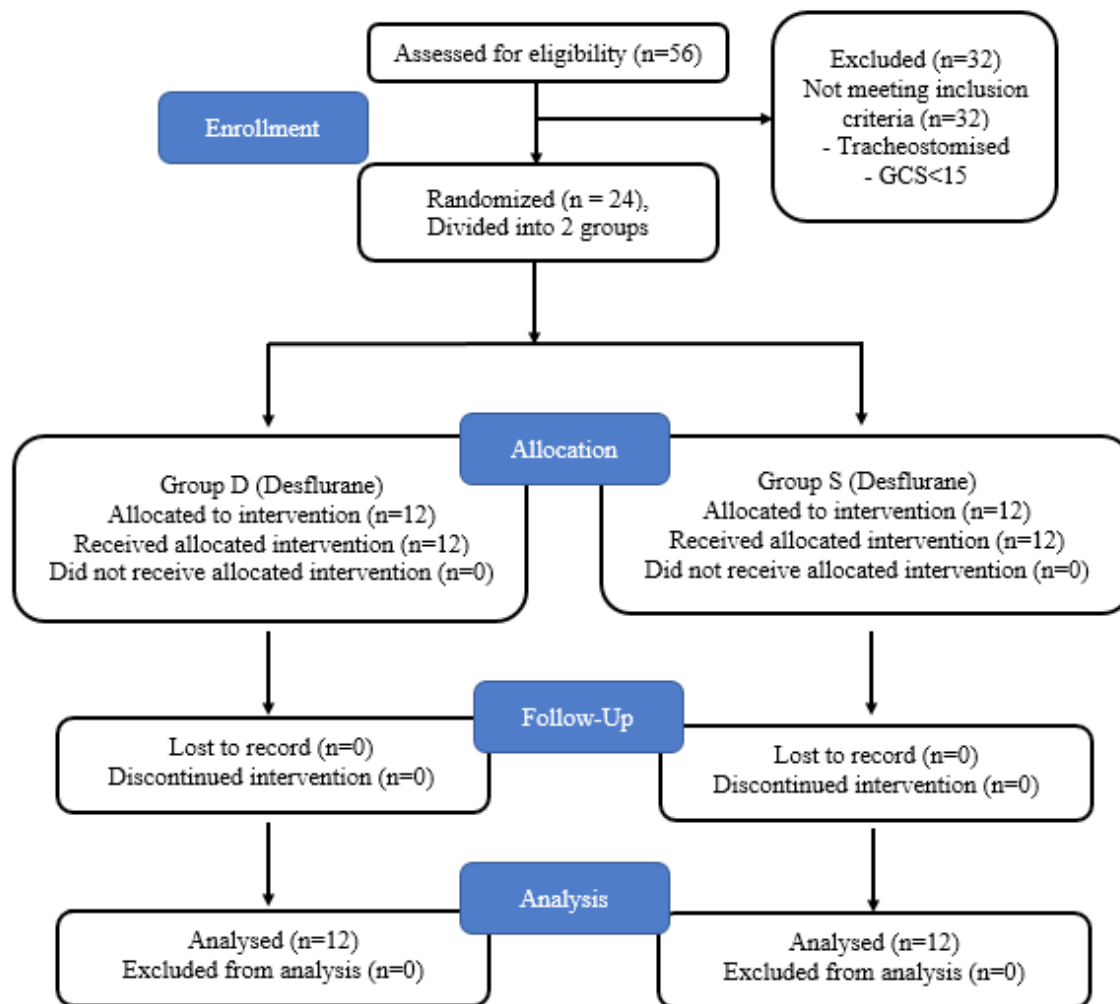 Assessed for eligibility (n=56)
Excluded (n=32)
Not meeting inclusion
criteria (n=32)
- Tracheostomised
- GCS<15
Enrollment
Randomized (n = 24),
Divided into 2 groups
Allocation
Group D (Desflurane)
Allocated to intervention (n=12)
Received allocated intervention (n=12)
Did not receive allocated intervention (n=0)
Group S (Desflurane)
Allocated to intervention (n=12)
Received allocated intervention (n=12)
Did not receive allocated intervention (n=0)
Follow-Up
Lost to record (n=0)
Discontinued intervention (n=0)
Lost to record (n=0)
Discontinued intervention (n=0)
Analysis
Analysed (n=12)
Excluded from analysis (n=0)
Analysed (n=12)
Excluded from analysis (n=0)